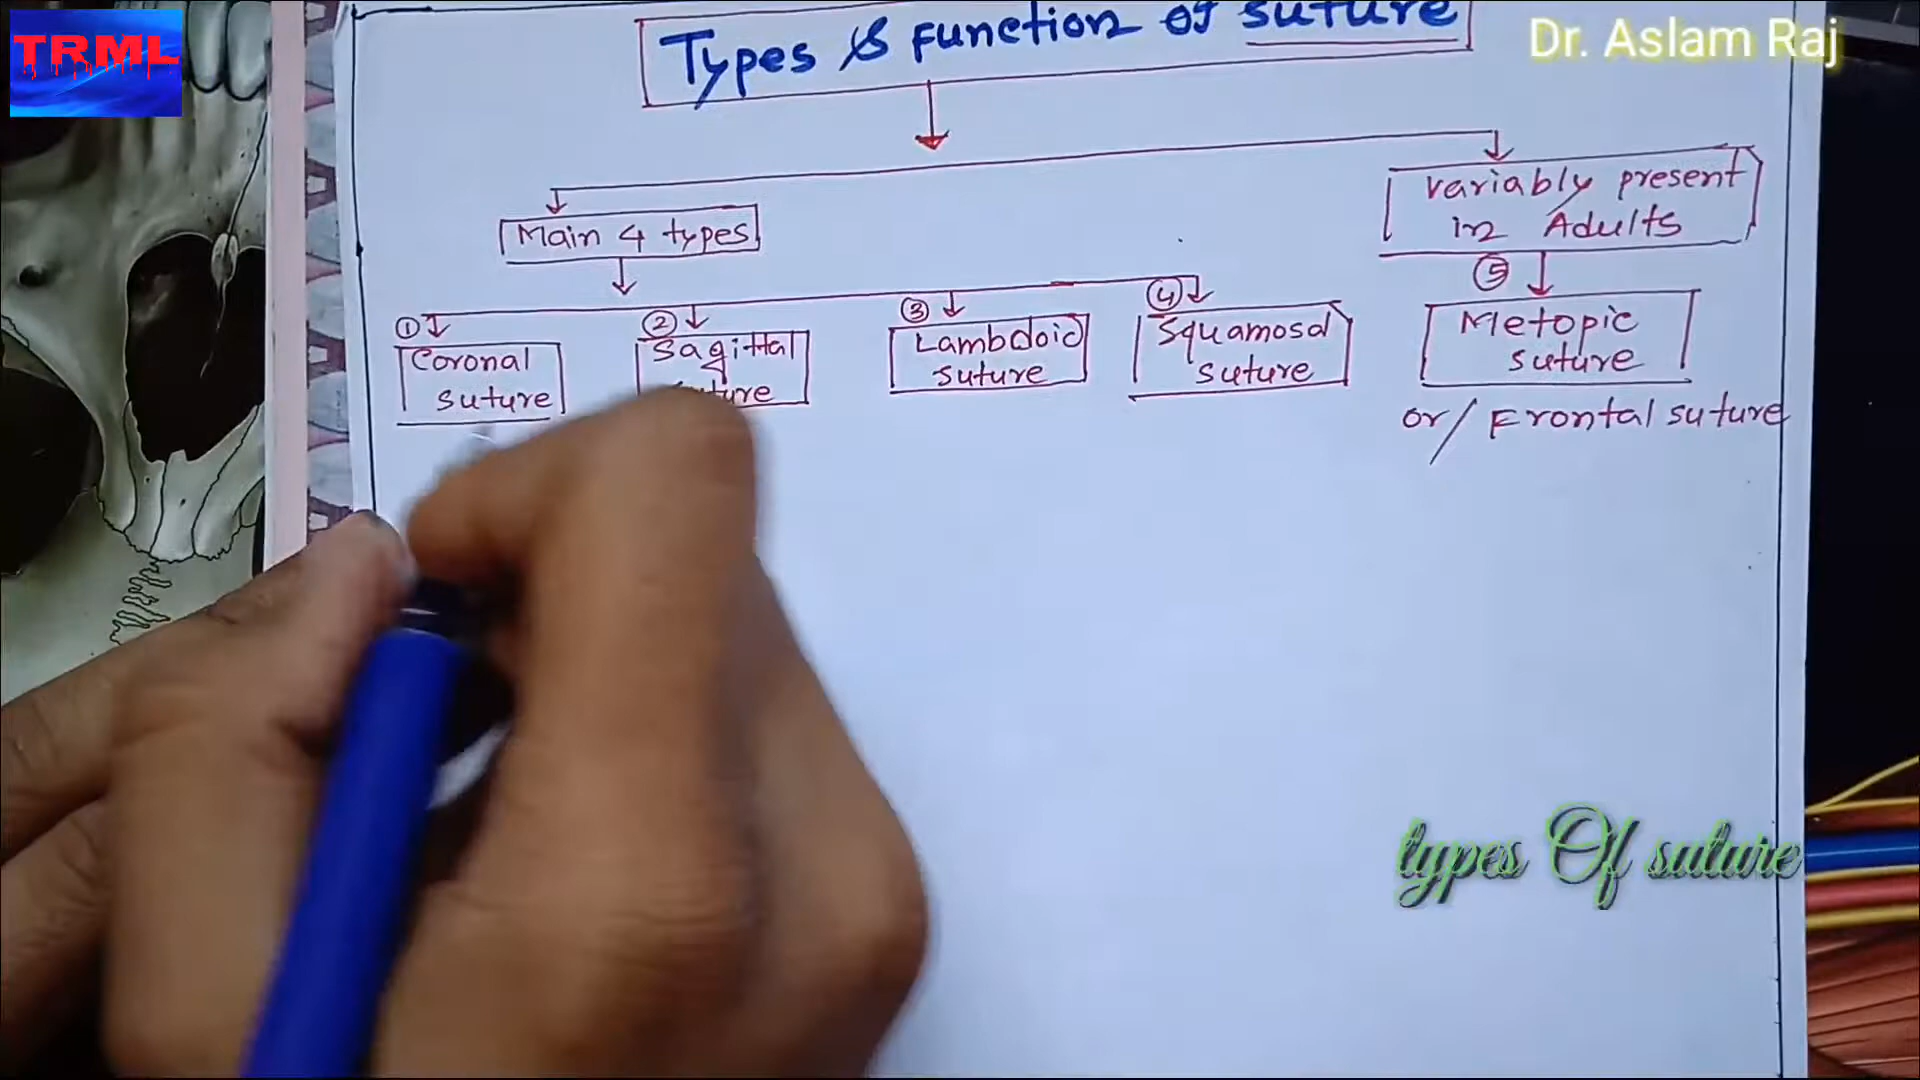 TRML
Types & function of suture
Dr. Aslam Raj
Main 4 types
variably present
in Adults
① Coronal
suture
② Sagittal
suture
③ Lambdoid
suture
④ Squamosal
suture
⑤ Metopic
suture
or/ Frontal suture
types Of suture